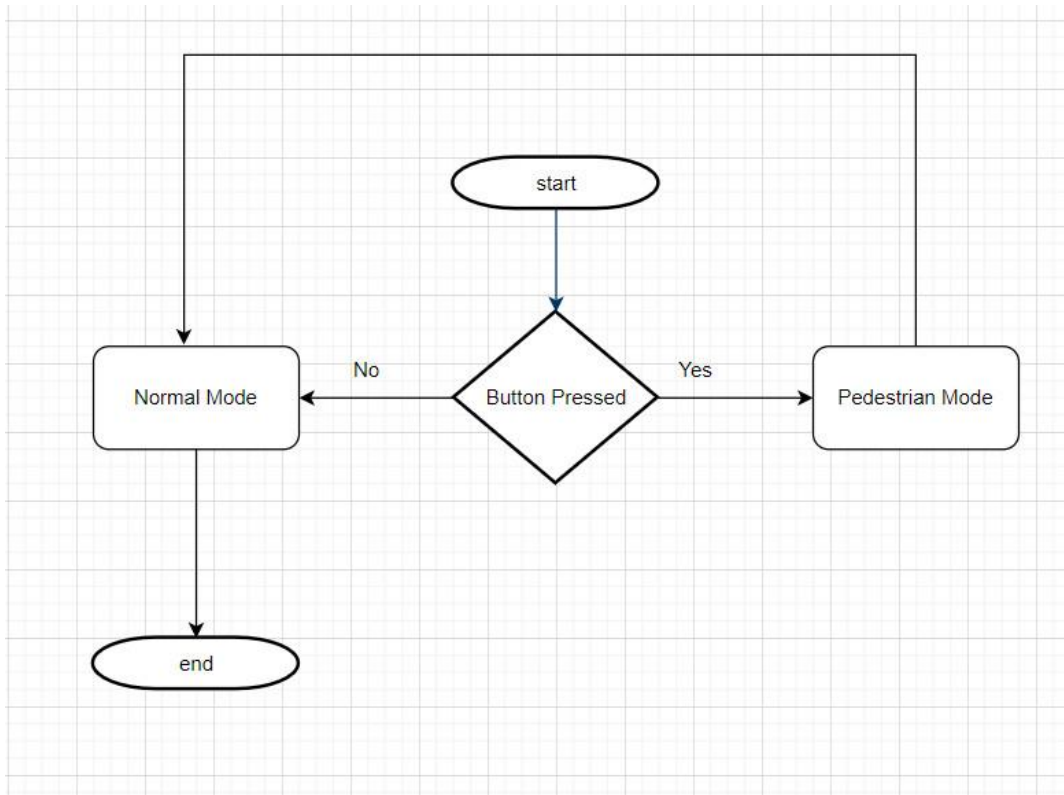 start
No
Yes
Normal Mode
Button Pressed
Pedestrian Mode
end